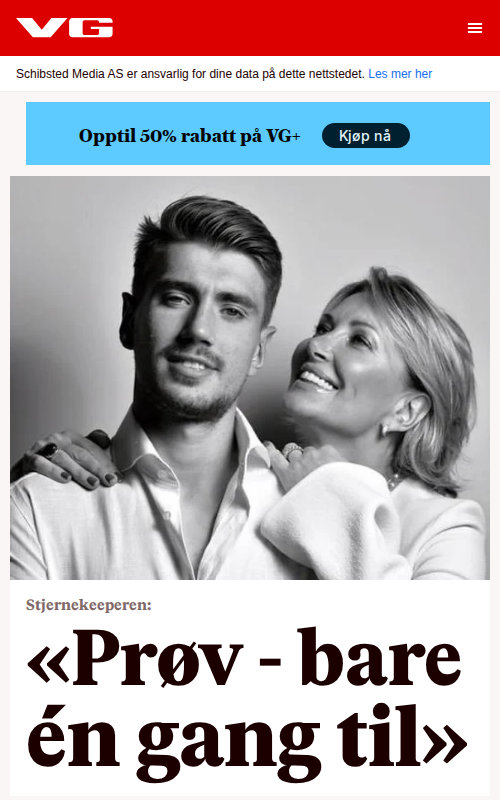 VG
Schibsted Media AS er ansvarlig for dine data på dette nettstedet. Les mer her
Opptil 50% rabatt på VG+ Kjøp nå
Stjernekeeperen:
«Prøv - bare
én gang til»